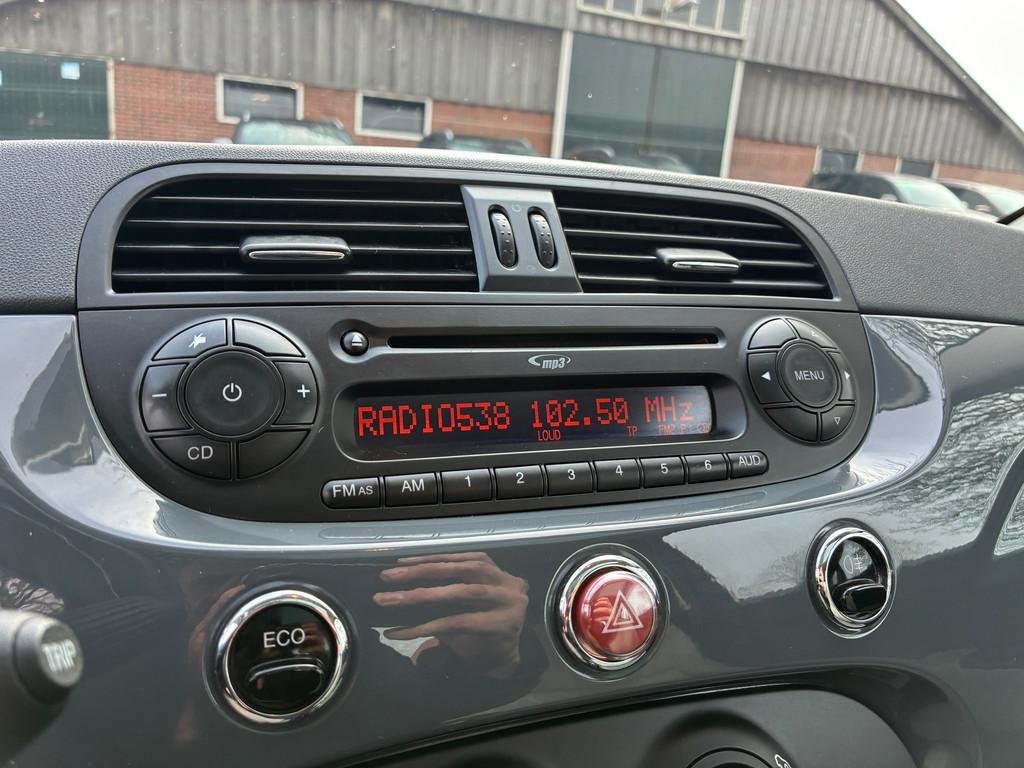 mp3
MENU
RADIO538 102.50 MHz
LOUD TP
+
−
CD
FM AS AM 1 2 3 4 5 6 AUD
ECO
TRIP